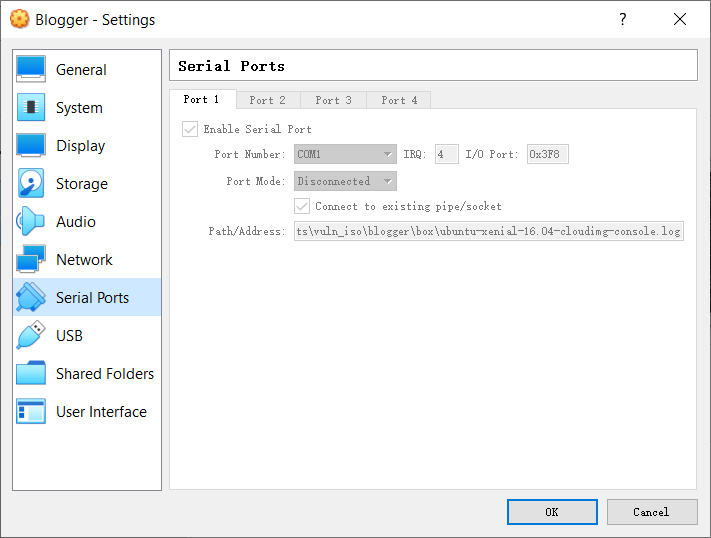 Blogger - Settings
?
General
System
Display
Storage
Audio
Network
Serial Ports
USB
Shared Folders
User Interface
Serial Ports
Port 1 Port 2 Port 3 Port 4
Enable Serial Port
Port Number: COM1 IRQ: 4 I/O Port: 0x3F8
Port Mode: Disconnected
Connect to existing pipe/socket
Path/Address: ts\vuln_iso\blogger\box\ubuntu-xenial-16.04-cloudimg-console.log
OK Cancel